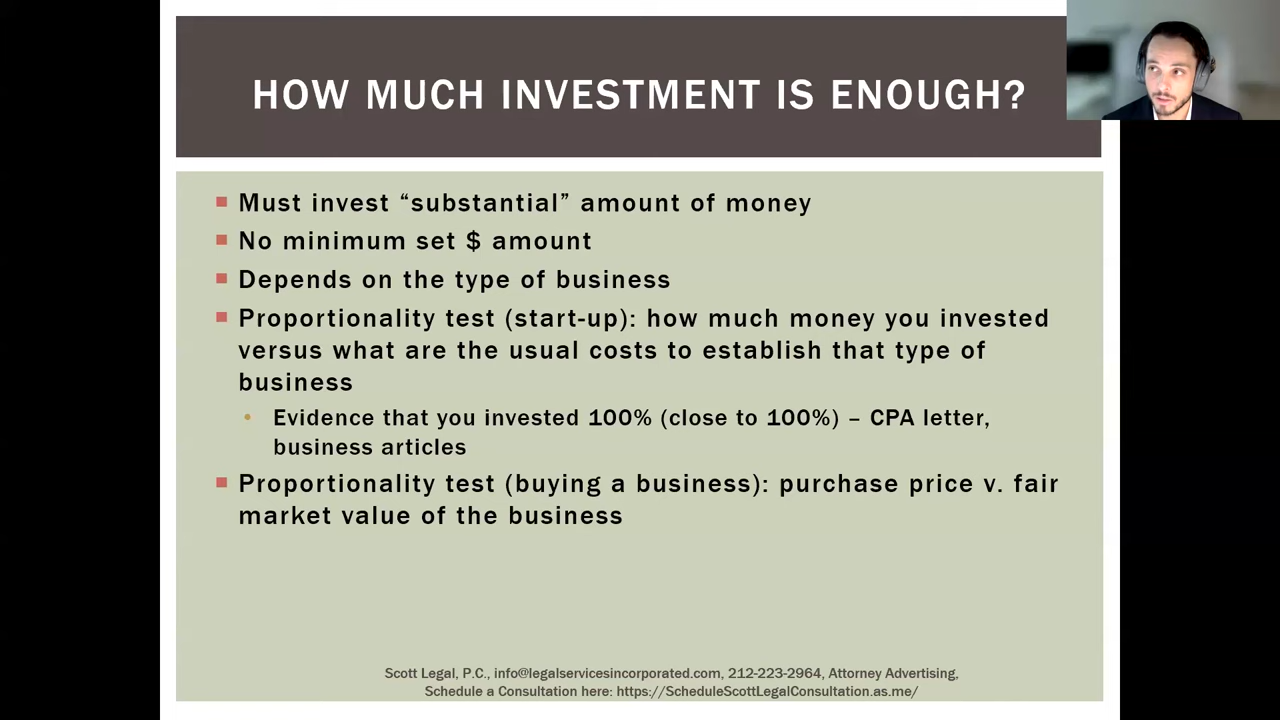 HOW MUCH INVESTMENT IS ENOUGH?
Must invest “substantial” amount of money
No minimum set $ amount
Depends on the type of business
Proportionality test (start-up): how much money you invested
versus what are the usual costs to establish that type of
business
Evidence that you invested 100% (close to 100%) – CPA letter,
business articles
Proportionality test (buying a business): purchase price v. fair
market value of the business
Scott Legal, P.C., info@legalservicesincorporated.com, 212-223-2964, Attorney Advertising,
Schedule a Consultation here: https://ScheduleScottLegalConsultation.as.me/